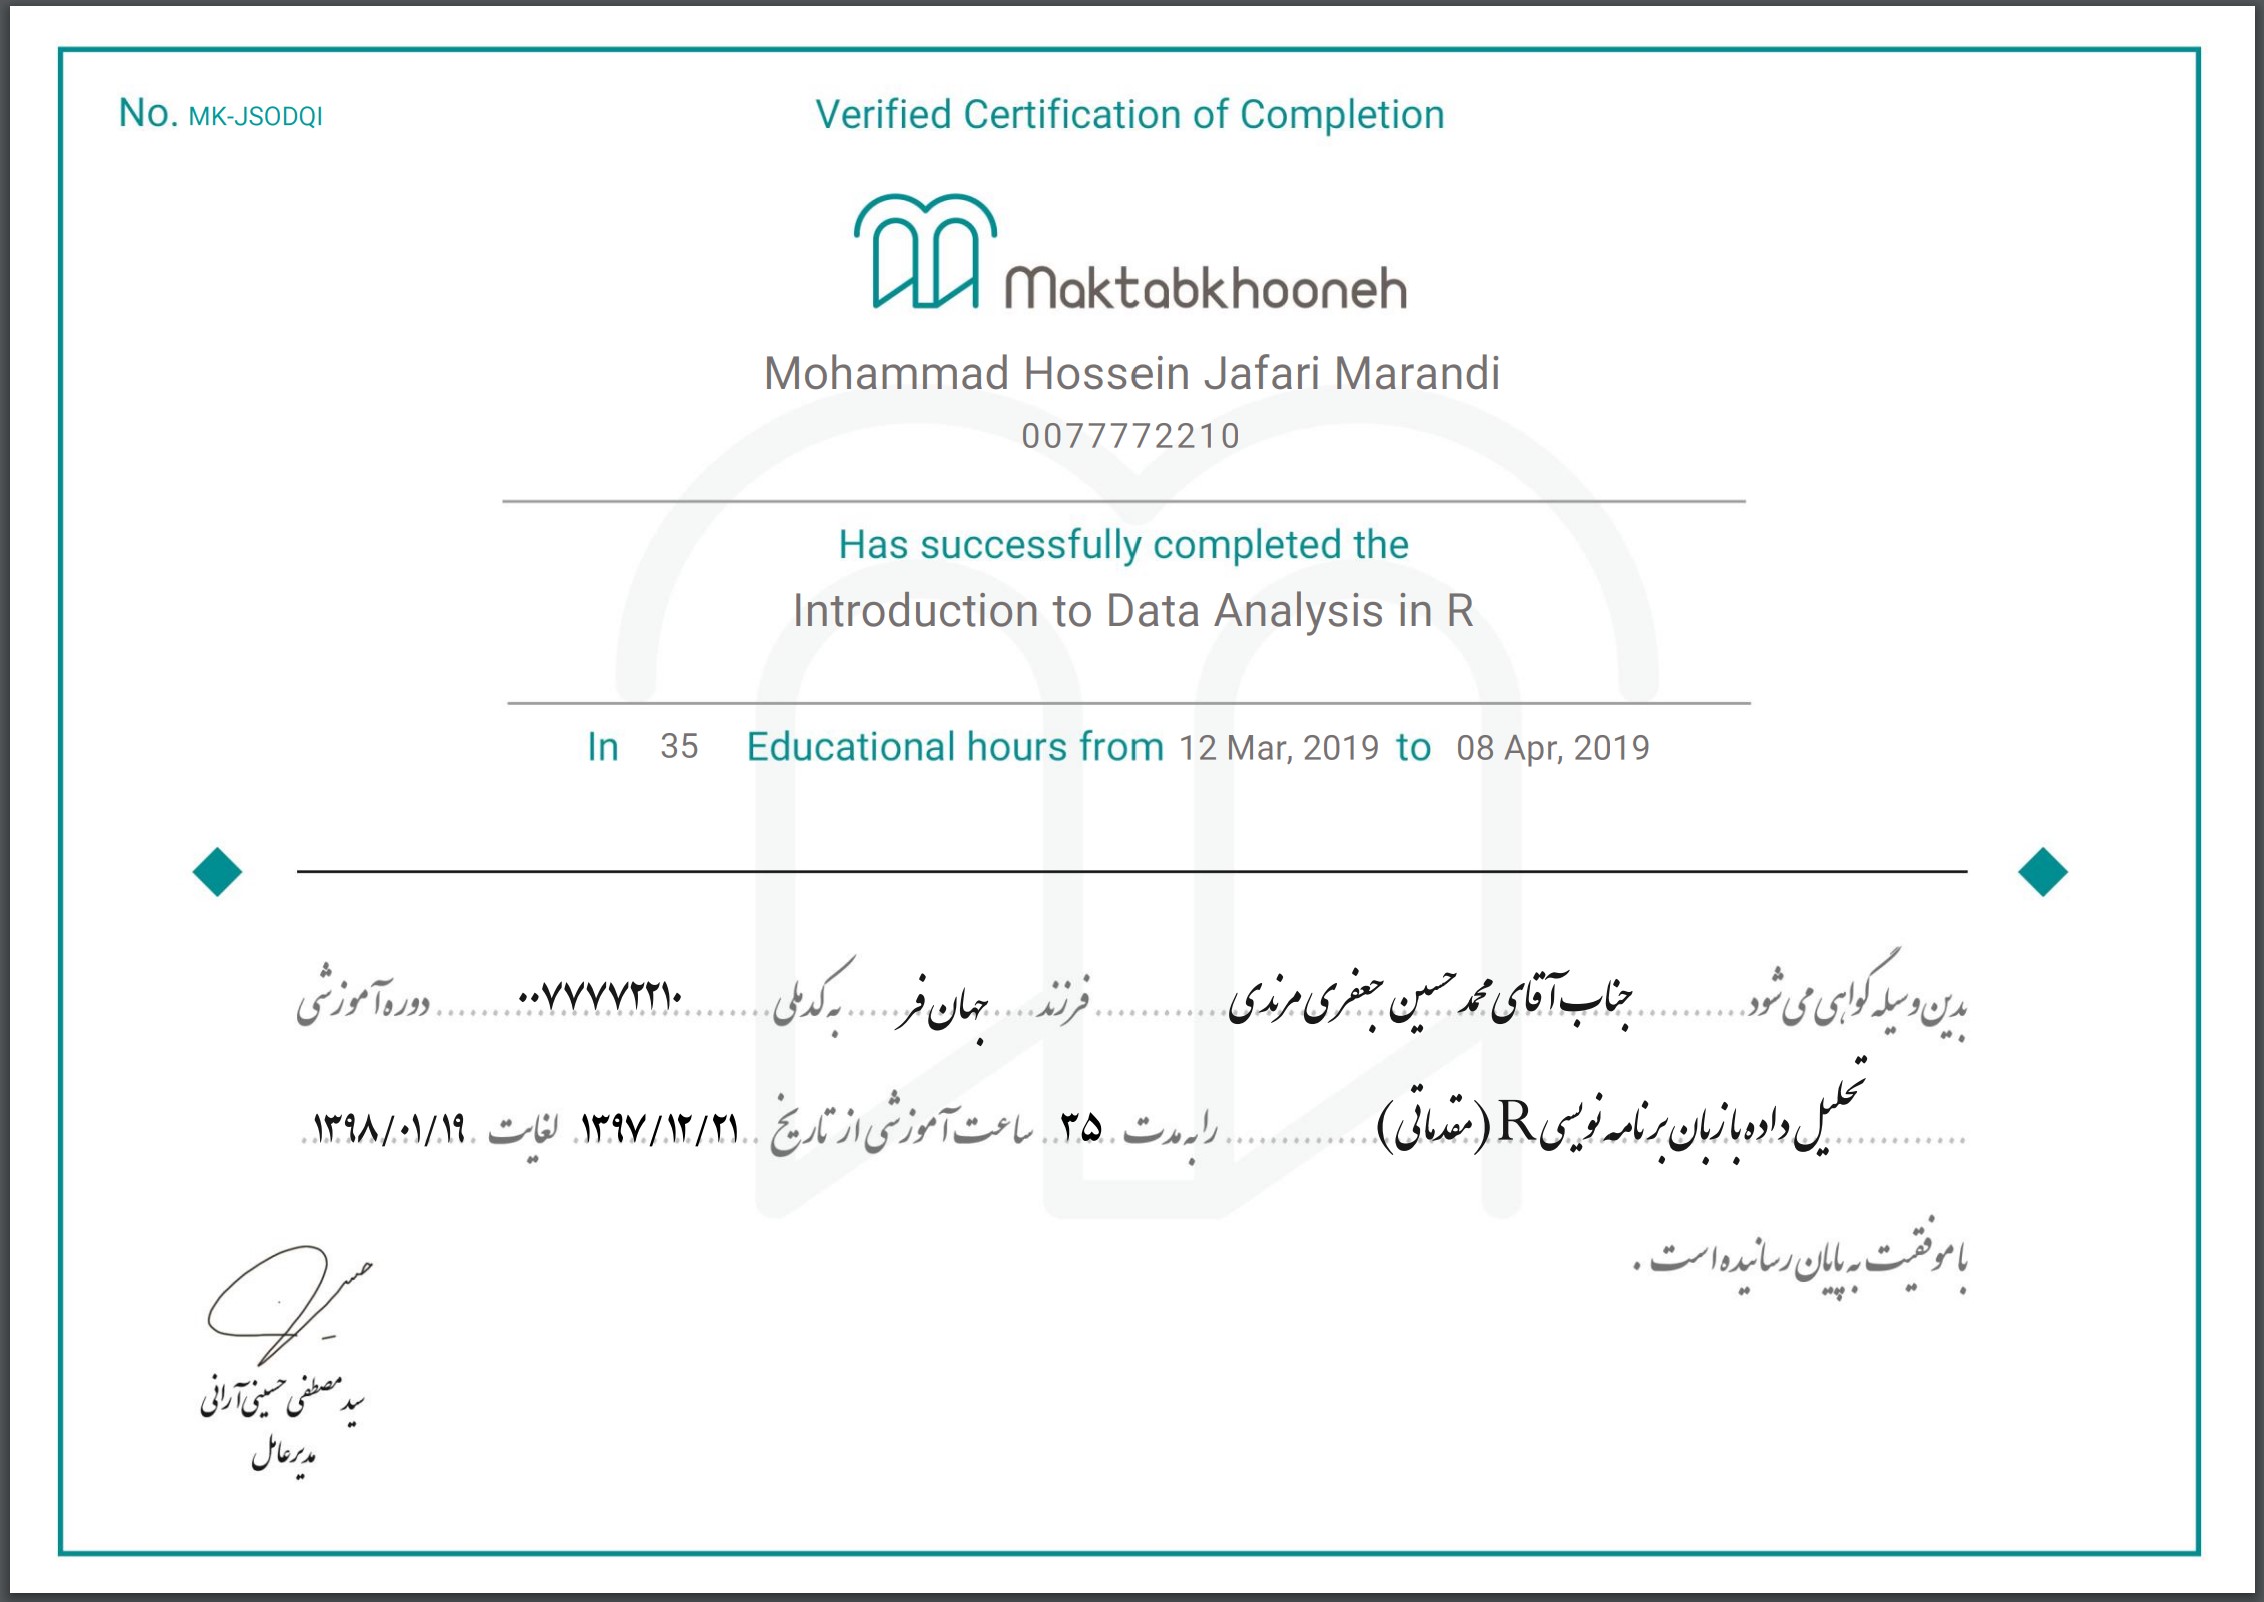 No. MK-JSODQI
Verified Certification of Completion
Maktabkhooneh
Mohammad Hossein Jafari Marandi
0077772210
Has successfully completed the
Introduction to Data Analysis in R
In 35 Educational hours from 12 Mar, 2019 to 08 Apr, 2019
بدین وسیله گواهی می شود جناب آقای محمد حسین جعفری مرندی فرزند جهان فر به کد ملی ۰۰۷۷۷۷۲۲۱۰ دوره آموزشی
تحلیل داده با زبان برنامه نویسی R (مقدماتی) را به مدت ۳۵ ساعت آموزشی از تاریخ ۱۳۹۷/۱۲/۲۱ لغایت ۱۳۹۸/۰۱/۱۹
با موفقیت به پایان رسانیده است .
سید مصطفی حسینی آرانی
مدیرعامل